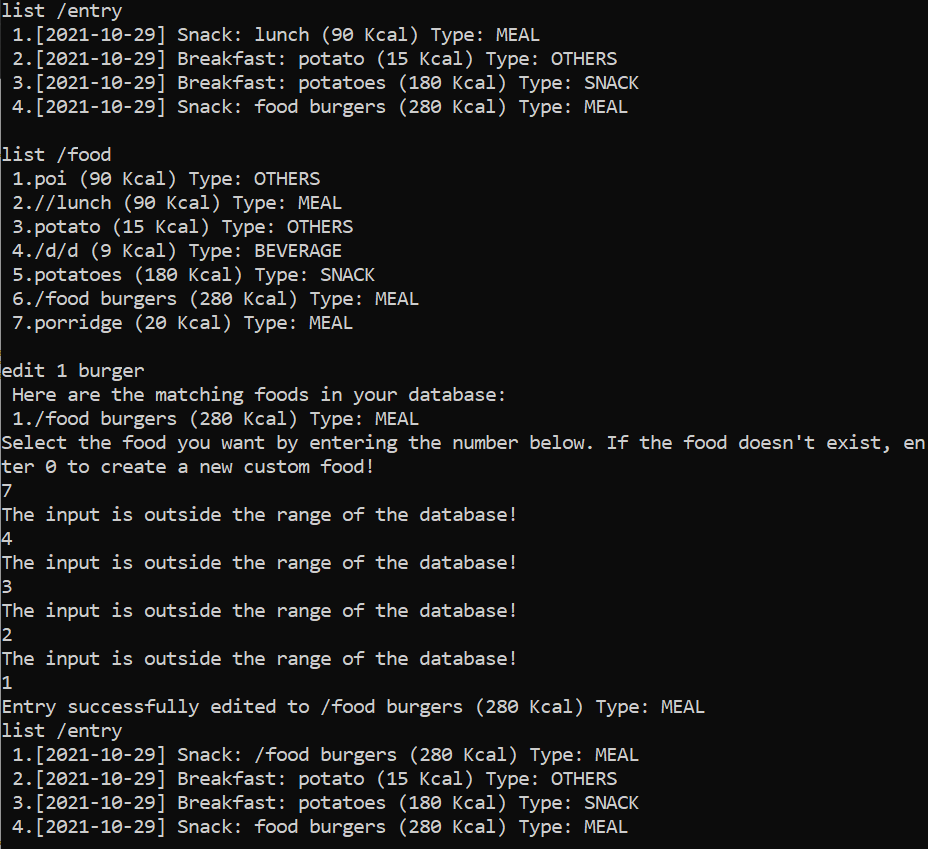 list /entry
1.[2021-10-29] Snack: lunch (90 Kcal) Type: MEAL
2.[2021-10-29] Breakfast: potato (15 Kcal) Type: OTHERS
3.[2021-10-29] Breakfast: potatoes (180 Kcal) Type: SNACK
4.[2021-10-29] Snack: food burgers (280 Kcal) Type: MEAL
list /food
1.poi (90 Kcal) Type: OTHERS
2.//lunch (90 Kcal) Type: MEAL
3.potato (15 Kcal) Type: OTHERS
4./d/d (9 Kcal) Type: BEVERAGE
5.potatoes (180 Kcal) Type: SNACK
6./food burgers (280 Kcal) Type: MEAL
7.porridge (20 Kcal) Type: MEAL
edit 1 burger
Here are the matching foods in your database:
1./food burgers (280 Kcal) Type: MEAL
Select the food you want by entering the number below. If the food doesn't exist, en
ter 0 to create a new custom food!
7
The input is outside the range of the database!
4
The input is outside the range of the database!
3
The input is outside the range of the database!
2
The input is outside the range of the database!
1
Entry successfully edited to /food burgers (280 Kcal) Type: MEAL
list /entry
1.[2021-10-29] Snack: /food burgers (280 Kcal) Type: MEAL
2.[2021-10-29] Breakfast: potato (15 Kcal) Type: OTHERS
3.[2021-10-29] Breakfast: potatoes (180 Kcal) Type: SNACK
4.[2021-10-29] Snack: food burgers (280 Kcal) Type: MEAL